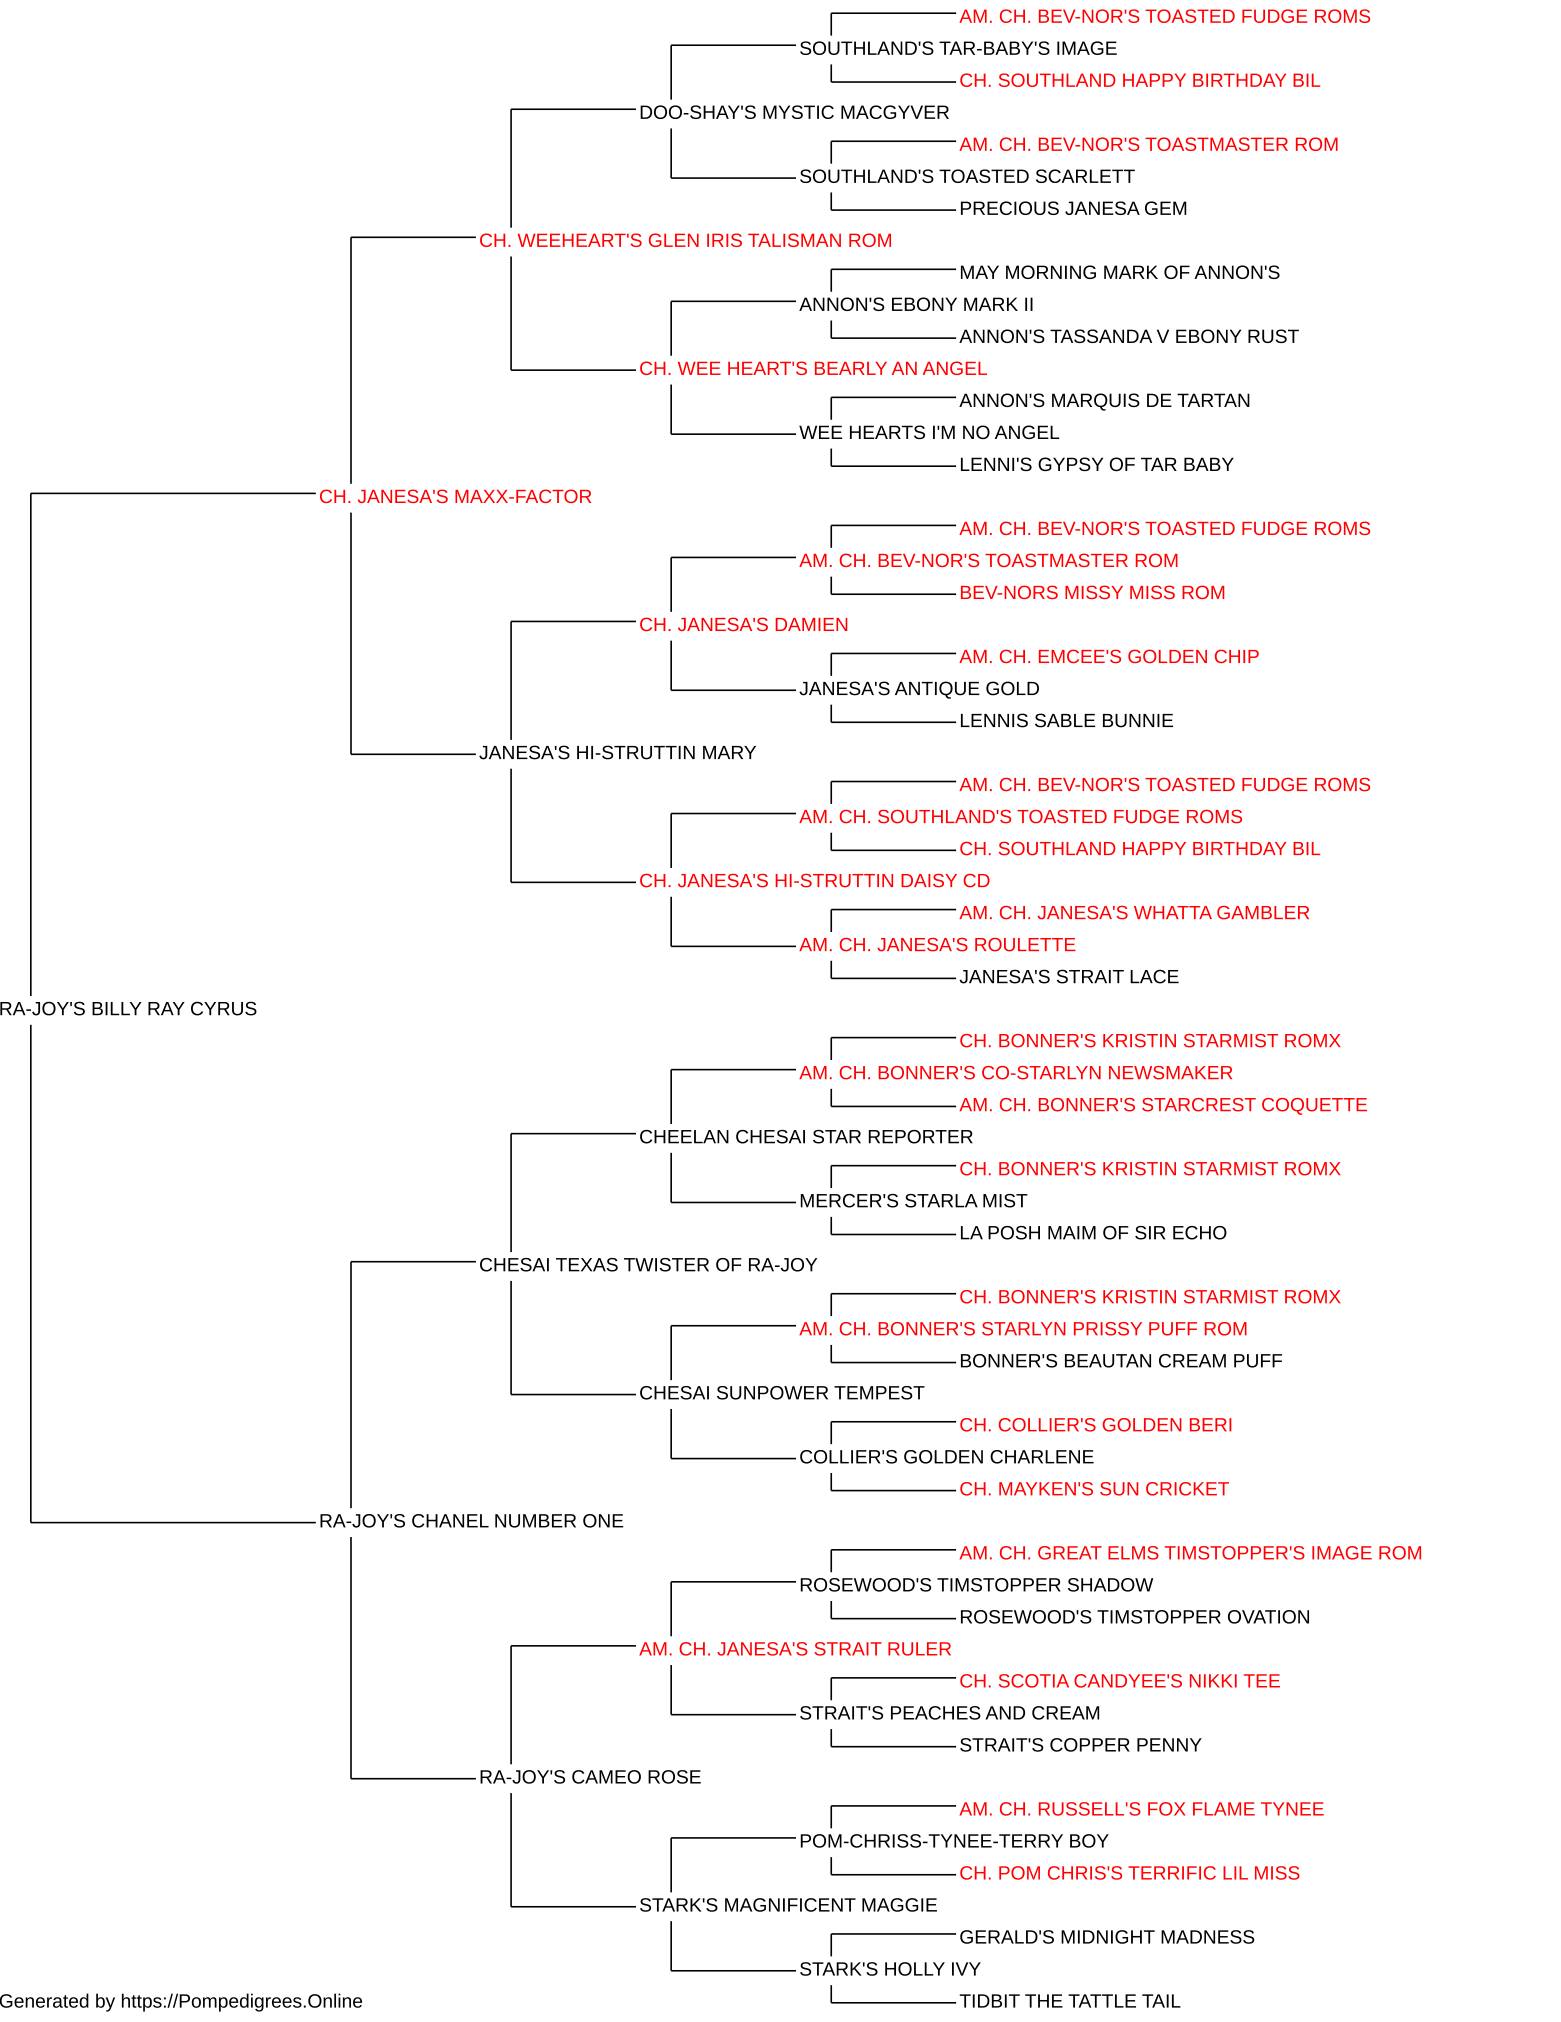 AM. CH. BEV-NOR'S TOASTED FUDGE ROMS
SOUTHLAND'S TAR-BABY'S IMAGE
CH. SOUTHLAND HAPPY BIRTHDAY BIL
DOO-SHAY'S MYSTIC MACGYVER
AM. CH. BEV-NOR'S TOASTMASTER ROM
SOUTHLAND'S TOASTED SCARLETT
PRECIOUS JANESA GEM
CH. WEEHEART'S GLEN IRIS TALISMAN ROM
MAY MORNING MARK OF ANNON'S
ANNON'S EBONY MARK II
ANNON'S TASSANDA V EBONY RUST
CH. WEE HEART'S BEARLY AN ANGEL
ANNON'S MARQUIS DE TARTAN
WEE HEARTS I'M NO ANGEL
LENNI'S GYPSY OF TAR BABY
CH. JANESA'S MAXX-FACTOR
AM. CH. BEV-NOR'S TOASTED FUDGE ROMS
AM. CH. BEV-NOR'S TOASTMASTER ROM
BEV-NORS MISSY MISS ROM
CH. JANESA'S DAMIEN
AM. CH. EMCEE'S GOLDEN CHIP
JANESA'S ANTIQUE GOLD
LENNIS SABLE BUNNIE
JANESA'S HI-STRUTTIN MARY
AM. CH. BEV-NOR'S TOASTED FUDGE ROMS
AM. CH. SOUTHLAND'S TOASTED FUDGE ROMS
CH. SOUTHLAND HAPPY BIRTHDAY BIL
CH. JANESA'S HI-STRUTTIN DAISY CD
AM. CH. JANESA'S WHATTA GAMBLER
AM. CH. JANESA'S ROULETTE
JANESA'S STRAIT LACE
RA-JOY'S BILLY RAY CYRUS
CH. BONNER'S KRISTIN STARMIST ROMX
AM. CH. BONNER'S CO-STARLYN NEWSMAKER
AM. CH. BONNER'S STARCREST COQUETTE
CHEELAN CHESAI STAR REPORTER
CH. BONNER'S KRISTIN STARMIST ROMX
MERCER'S STARLA MIST
LA POSH MAIM OF SIR ECHO
CHESAI TEXAS TWISTER OF RA-JOY
CH. BONNER'S KRISTIN STARMIST ROMX
AM. CH. BONNER'S STARLYN PRISSY PUFF ROM
BONNER'S BEAUTAN CREAM PUFF
CHESAI SUNPOWER TEMPEST
CH. COLLIER'S GOLDEN BERI
COLLIER'S GOLDEN CHARLENE
CH. MAYKEN'S SUN CRICKET
RA-JOY'S CHANEL NUMBER ONE
AM. CH. GREAT ELMS TIMSTOPPER'S IMAGE ROM
ROSEWOOD'S TIMSTOPPER SHADOW
ROSEWOOD'S TIMSTOPPER OVATION
AM. CH. JANESA'S STRAIT RULER
CH. SCOTIA CANDYEE'S NIKKI TEE
STRAIT'S PEACHES AND CREAM
STRAIT'S COPPER PENNY
RA-JOY'S CAMEO ROSE
AM. CH. RUSSELL'S FOX FLAME TYNEE
POM-CHRISS-TYNEE-TERRY BOY
CH. POM CHRIS'S TERRIFIC LIL MISS
STARK'S MAGNIFICENT MAGGIE
GERALD'S MIDNIGHT MADNESS
STARK'S HOLLY IVY
TIDBIT THE TATTLE TAIL
Generated by https://Pompedigrees.Online